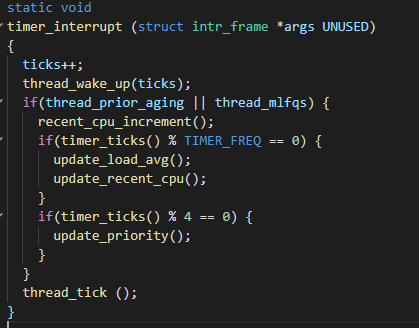 static void
timer_interrupt (struct intr_frame *args UNUSED)
{
  ticks++;
  thread_wake_up(ticks);
  if(thread_prior_aging || thread_mlfqs) {
    recent_cpu_increment();
    if(timer_ticks() % TIMER_FREQ == 0) {
      update_load_avg();
      update_recent_cpu();
    }
    if(timer_ticks() % 4 == 0) {
      update_priority();
    }
  }
  thread_tick ();
}